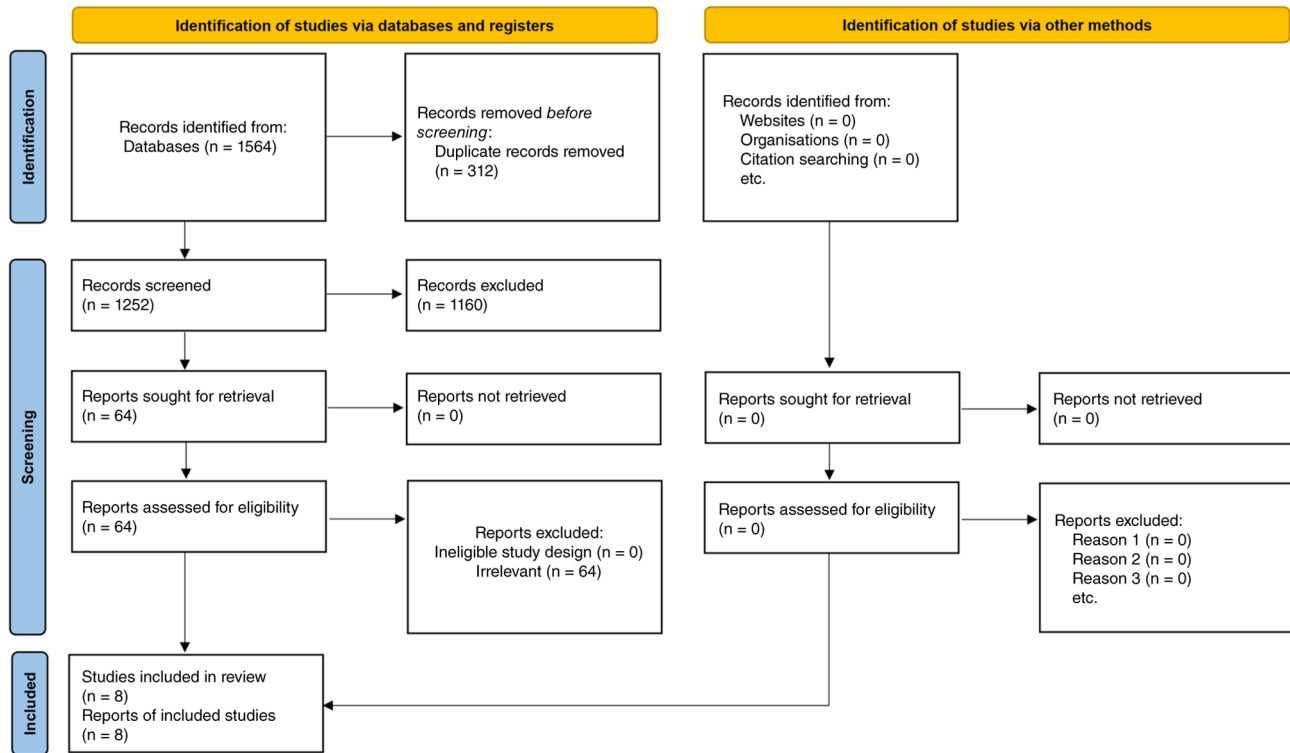 Identification of studies via databases and registers
Identification of studies via other methods
Identification
Records identified from:
Databases (n = 1564)
Records removed before
screening:
Duplicate records removed
(n = 312)
Records identified from:
Websites (n = 0)
Organisations (n = 0)
Citation searching (n = 0)
etc.
Screening
Records screened
(n = 1252)
Records excluded
(n = 1160)
Reports sought for retrieval
(n = 64)
Reports not retrieved
(n = 0)
Reports sought for retrieval
(n = 0)
Reports not retrieved
(n = 0)
Reports assessed for eligibility
(n = 64)
Reports excluded:
Ineligible study design (n = 0)
Irrelevant (n = 64)
Reports assessed for eligibility
(n = 0)
Reports excluded:
Reason 1 (n = 0)
Reason 2 (n = 0)
Reason 3 (n = 0)
etc.
Included
Studies included in review
(n = 8)
Reports of included studies
(n = 8)